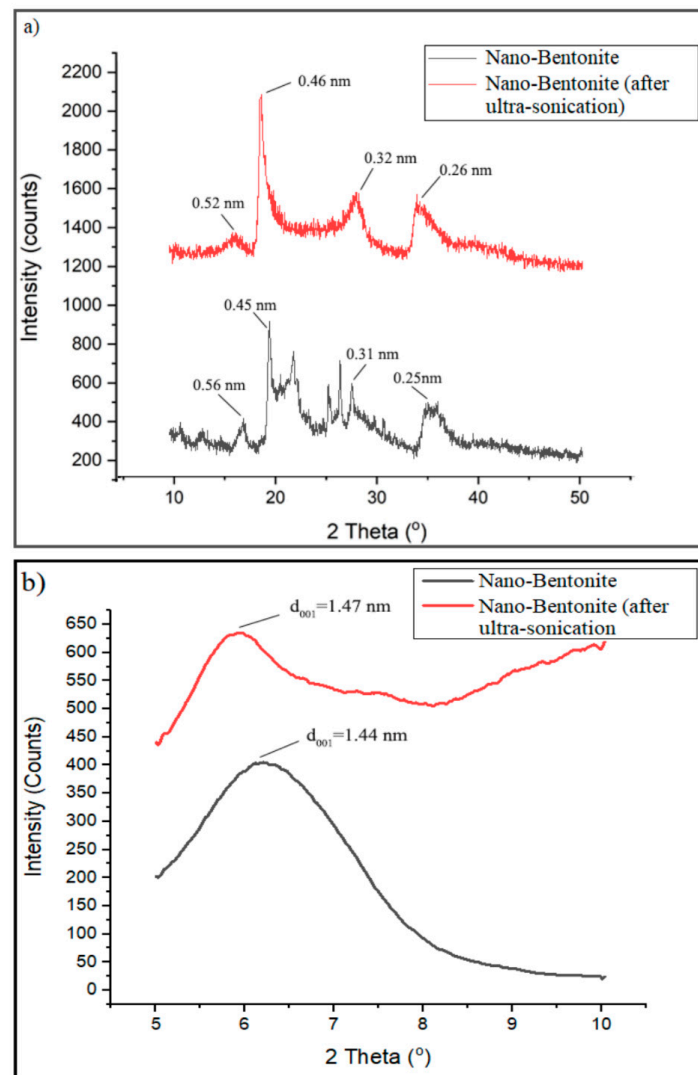 a)
Nano-Bentonite
Nano-Bentonite (after
ultra-sonication)
0.46 nm
0.32 nm
0.26 nm
0.52 nm
0.45 nm
0.56 nm
0.31 nm
0.25nm
Intensity (counts)
2200
2000
1800
1600
1400
1200
1000
800
600
400
200
10
20
30
40
50
2 Theta (°)
b)
Nano-Bentonite
Nano-Bentonite (after
ultra-sonication
d001=1.47 nm
d001=1.44 nm
Intensity (Counts)
650
600
550
500
450
400
350
300
250
200
150
100
50
0
5
6
7
8
9
10
2 Theta (°)